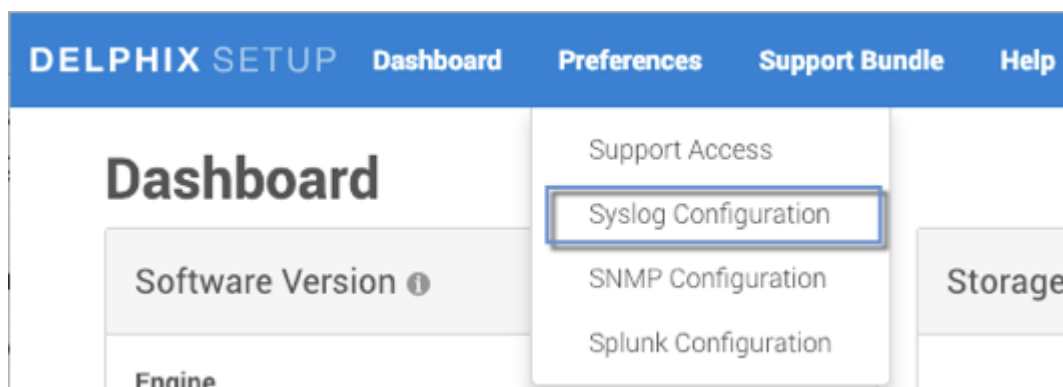 DELPHIX SETUP Dashboard Preferences Support Bundle Help
Dashboard
Support Access
Syslog Configuration
Software Version
SNMP Configuration
Storage
Splunk Configuration
Engine